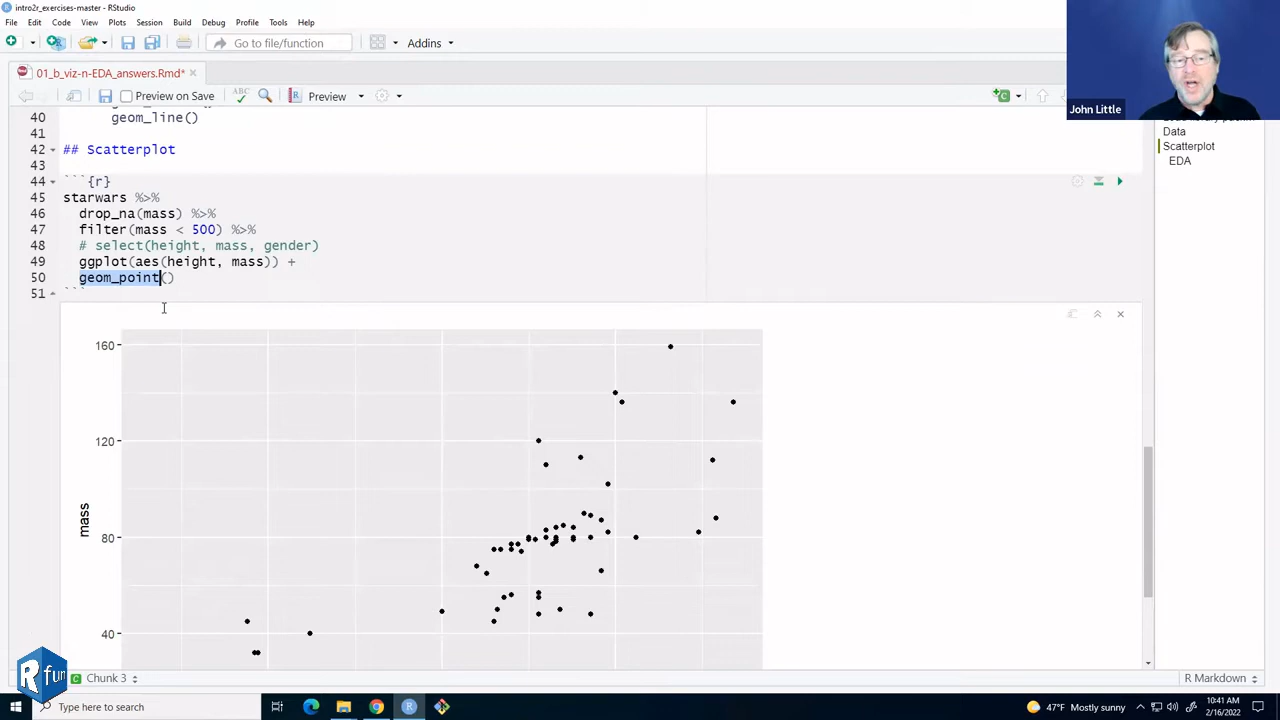 intro2r_exercises-master - RStudio
File Edit Code View Plots Session Build Debug Profile Tools Help
Go to file/function Addins
01_b_viz-n-EDA_answers.Rmd*
Preview on Save ABC Preview
40 geom_line()
41
42 ## Scatterplot
43
44 ```{r}
45 starwars %>%
46 drop_na(mass) %>%
47 filter(mass < 500) %>%
48 # select(height, mass, gender)
49 ggplot(aes(height, mass)) +
50 geom_point()
51 ```
John Little
Data
Scatterplot
EDA
160
120
mass
80
40
R fun
Chunk 3
R Markdown
Type here to search
47°F Mostly sunny
10:41 AM
2/16/2022